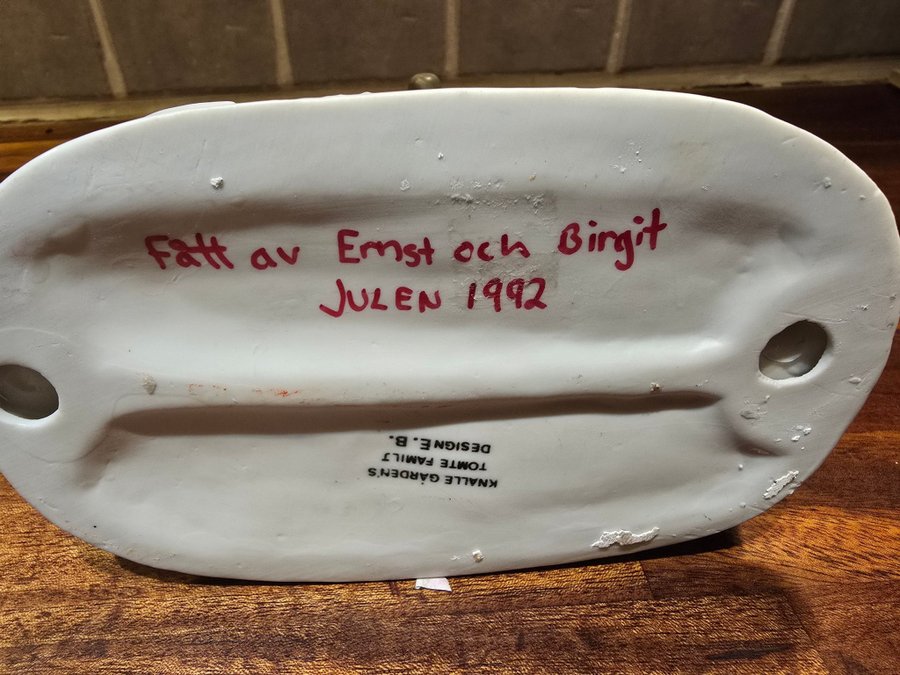 Fått av Ernst och Birgit
JULEN 1992
KNALLE GÅRDEN'S
TOMTE FAMILJ
DESIGN E. B.